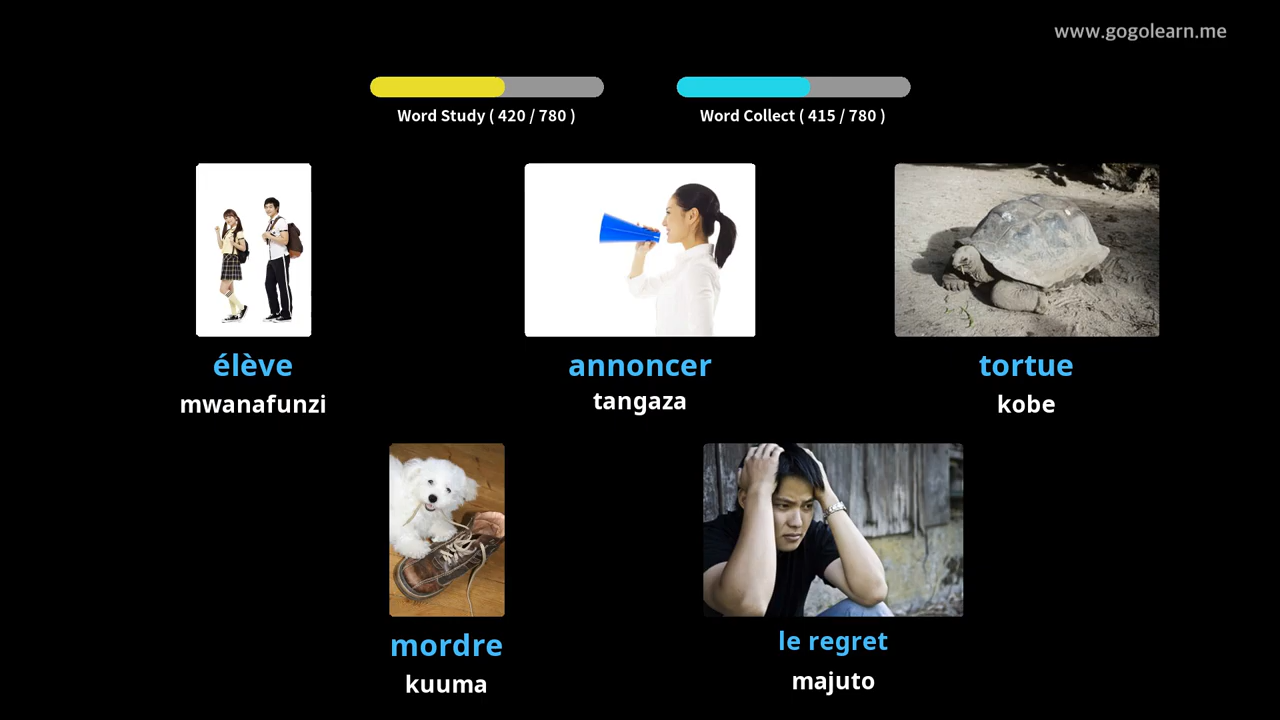 www.gogolearn.me
Word Study ( 420 / 780 )
Word Collect ( 415 / 780 )
élève
mwanafunzi
annoncer
tangaza
tortue
kobe
mordre
kuuma
le regret
majuto